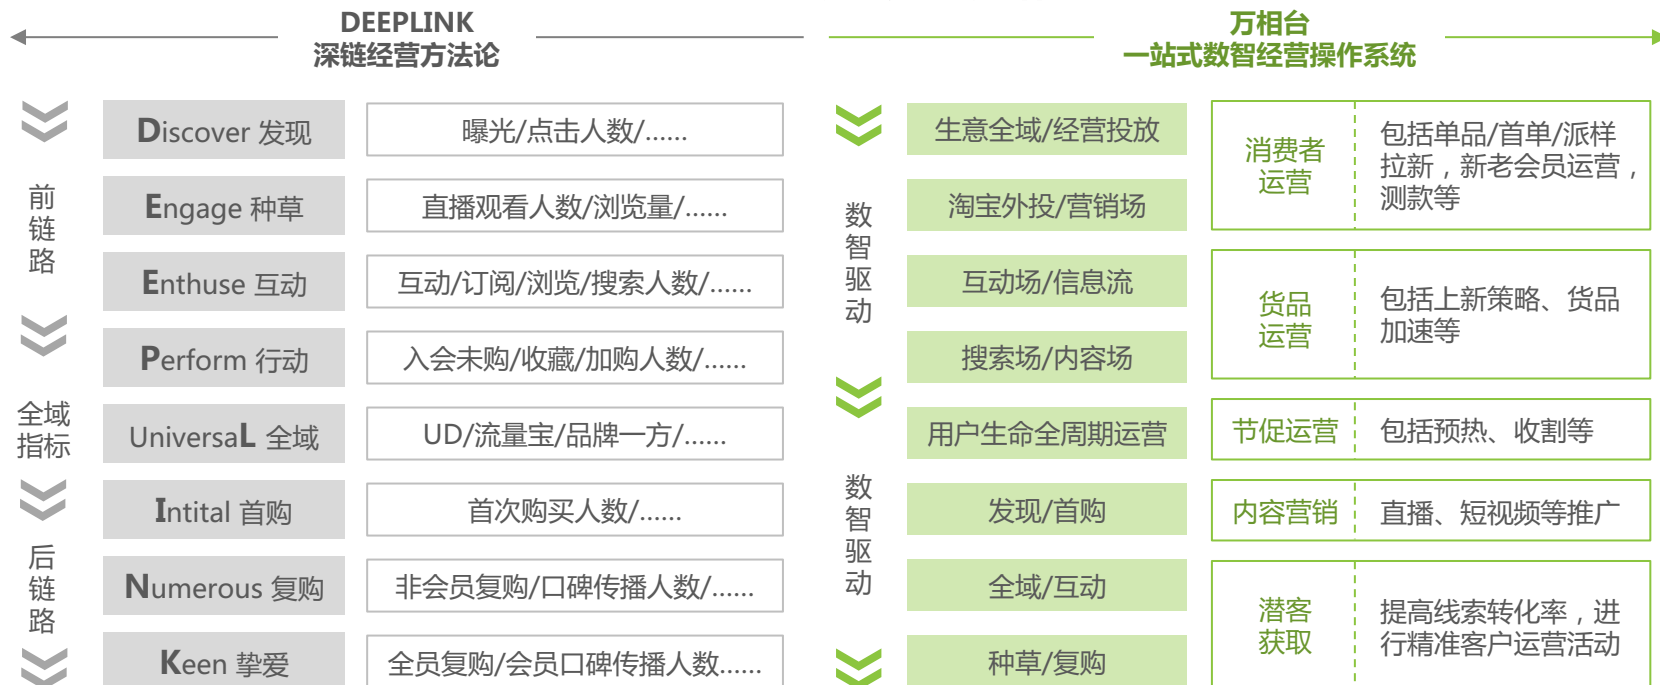 DEEPLINK
深链经营方法论
前链路
全域
指标
后链路
Discover 发现
曝光/点击人数/......
Engage 种草
直播观看人数/浏览量/......
Enthuse 互动
互动/订阅/浏览/搜索人数/......
Perform 行动
入会未购/收藏/加购人数/......
UniversaL 全域
UD/流量宝/品牌一方/......
Intital 首购
首次购买人数/......
Numerous 复购
非会员复购/口碑传播人数/......
Keen 挚爱
全员复购/会员口碑传播人数......
万相台
一站式数智经营操作系统
数智驱动
数智驱动
生意全域/经营投放
淘宝外投/营销场
互动场/信息流
搜索场/内容场
用户生命全周期运营
发现/首购
全域/互动
种草/复购
消费者
运营
包括单品/首单/派样
拉新，新老会员运营，
测款等
货品
运营
包括上新策略、货品
加速等
节促运营
包括预热、收割等
内容营销
直播、短视频等推广
潜客
获取
提高线索转化率，进
行精准客户运营活动